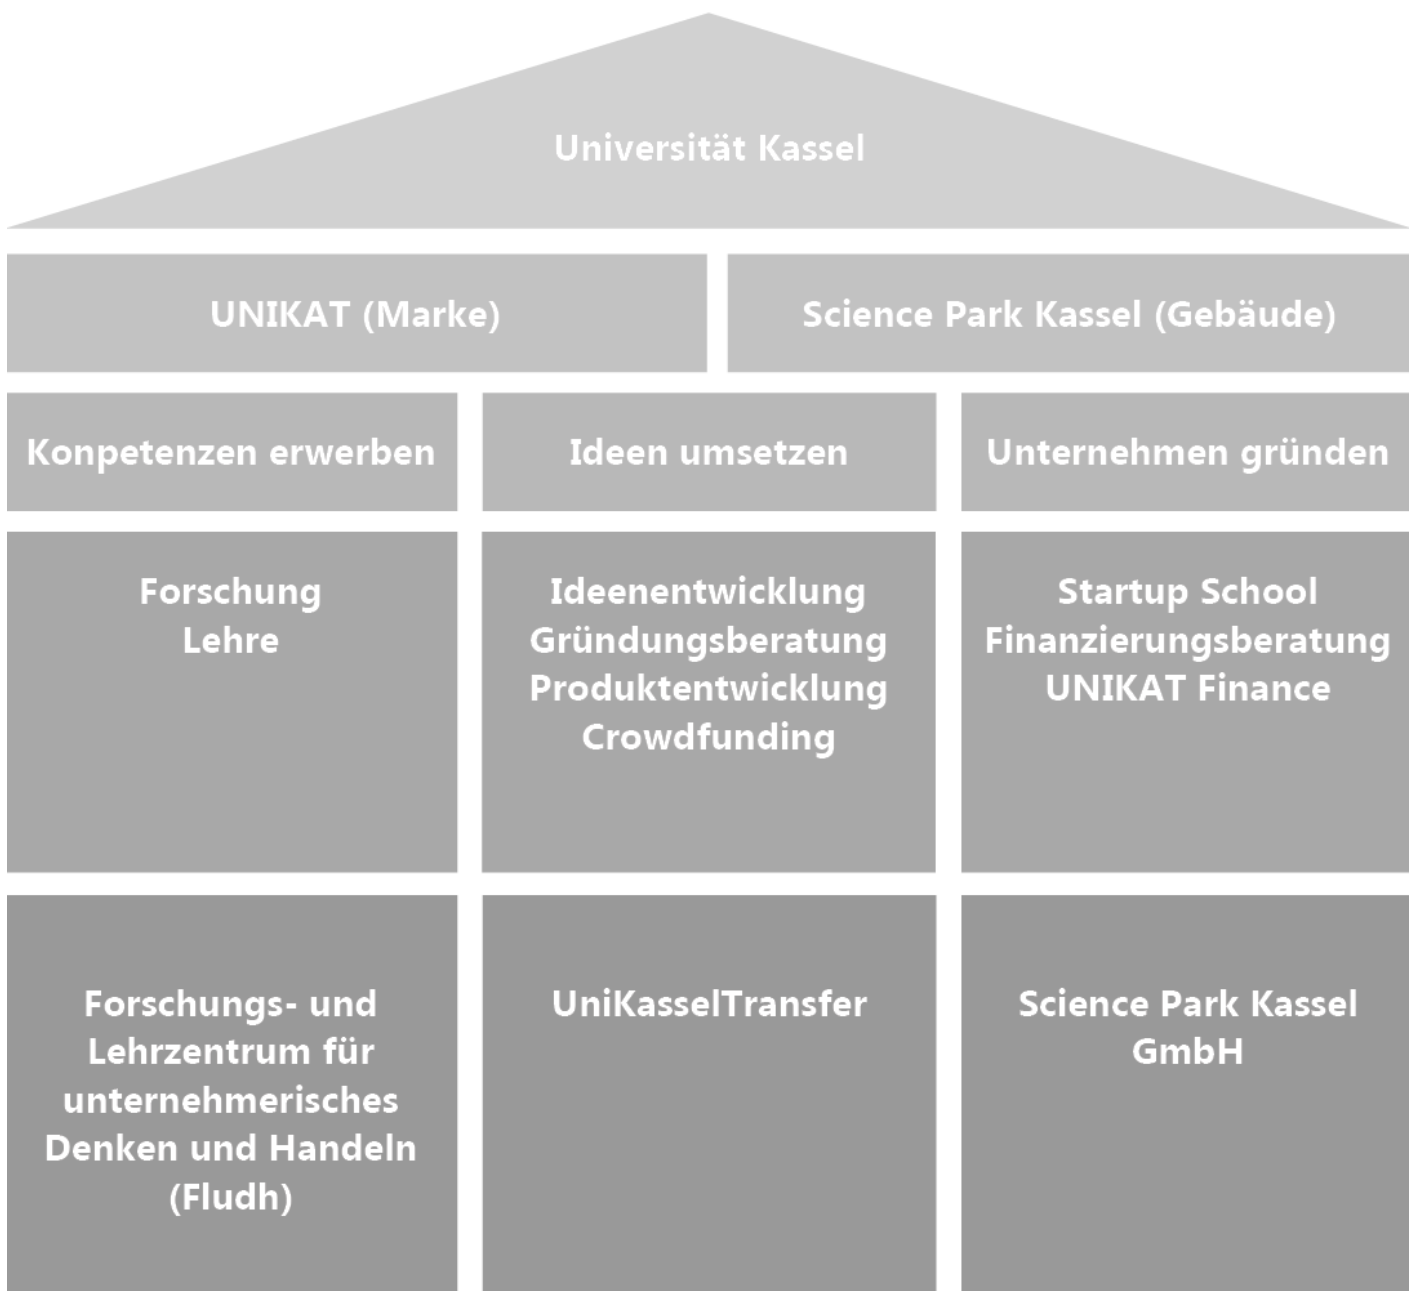 Universität Kassel
UNIKAT (Marke)
Science Park Kassel (Gebäude)
Konpetenzen erwerben
Ideen umsetzen
Unternehmen gründen
Forschung
Lehre
Ideenentwicklung
Gründungsberatung
Produktentwicklung
Crowdfunding
Startup School
Finanzierungsberatung
UNIKAT Finance
Forschungs- und
Lehrzentrum für
unternehmerisches
Denken und Handeln
(Fludh)
UniKasselTransfer
Science Park Kassel
GmbH